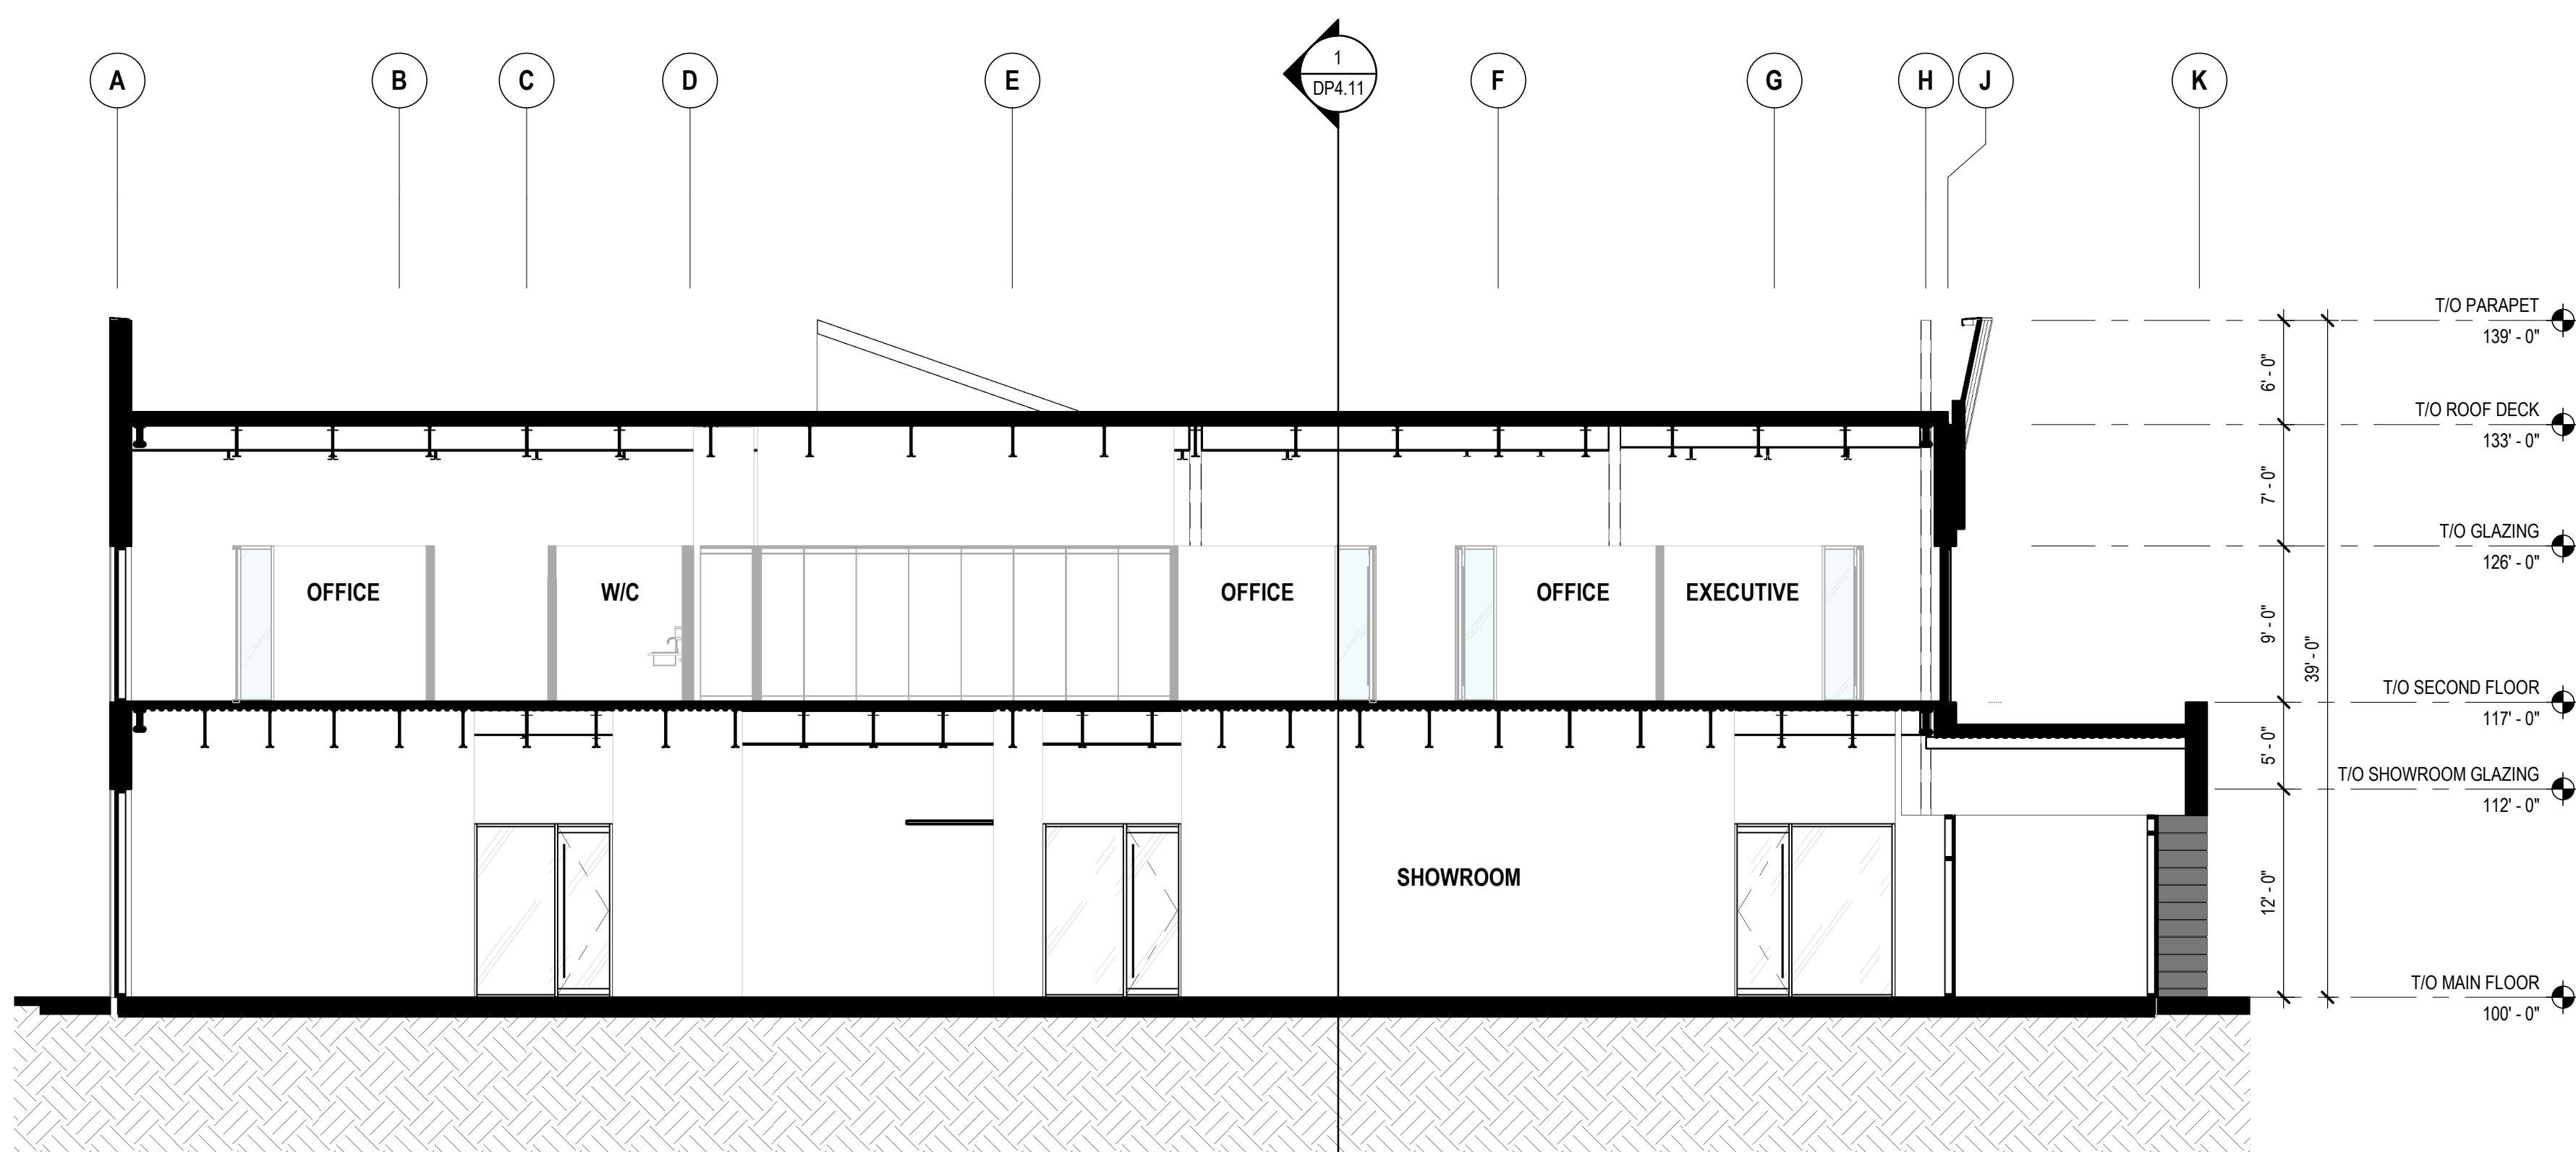 A
B
C
D
E
1
DP4.11
F
G
H
J
K
T/O PARAPET
139' - 0"
6' - 0"
T/O ROOF DECK
133' - 0"
7' - 0"
T/O GLAZING
126' - 0"
OFFICE
W/C
OFFICE
OFFICE
EXECUTIVE
9' - 0"
39' - 0"
T/O SECOND FLOOR
117' - 0"
5' - 0"
T/O SHOWROOM GLAZING
112' - 0"
SHOWROOM
12' - 0"
T/O MAIN FLOOR
100' - 0"